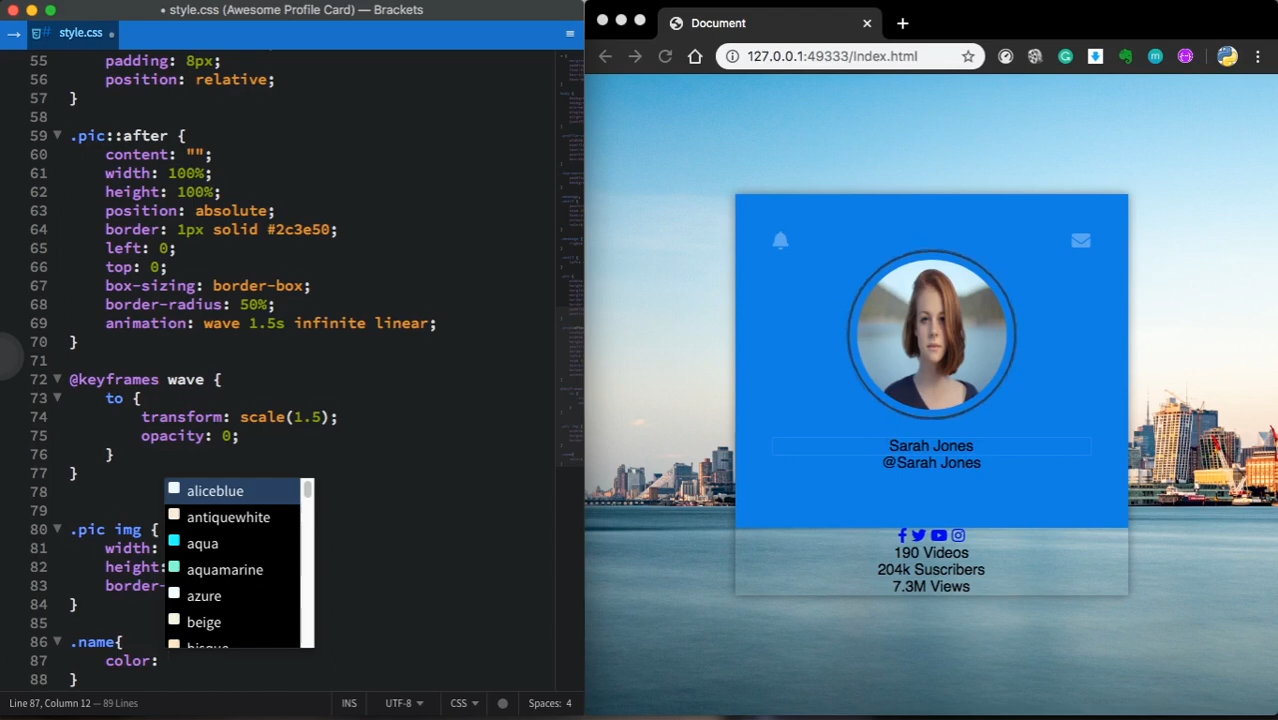 style.css (Awesome Profile Card) — Brackets
style.css
55 padding: 8px;
56 position: relative;
57 }
58
59 .pic::after {
60 content: "";
61 width: 100%;
62 height: 100%;
63 position: absolute;
64 border: 1px solid #2c3e50;
65 left: 0;
66 top: 0;
67 box-sizing: border-box;
68 border-radius: 50%;
69 animation: wave 1.5s infinite linear;
70 }
71
72 @keyframes wave {
73 to {
74 transform: scale(1.5);
75 opacity: 0;
76 }
77 }
78
79
80 .pic img {
81 width:
82 height:
83 border-
84 }
85
86 .name{
87 color:
88 }
aliceblue
antiquewhite
aqua
aquamarine
azure
beige
bisque
Line 87, Column 12 — 89 Lines
INS
UTF-8
CSS
Spaces: 4
Document
127.0.0.1:49333/index.html
Sarah Jones
@Sarah Jones
190 Videos
204k Suscribers
7.3M Views